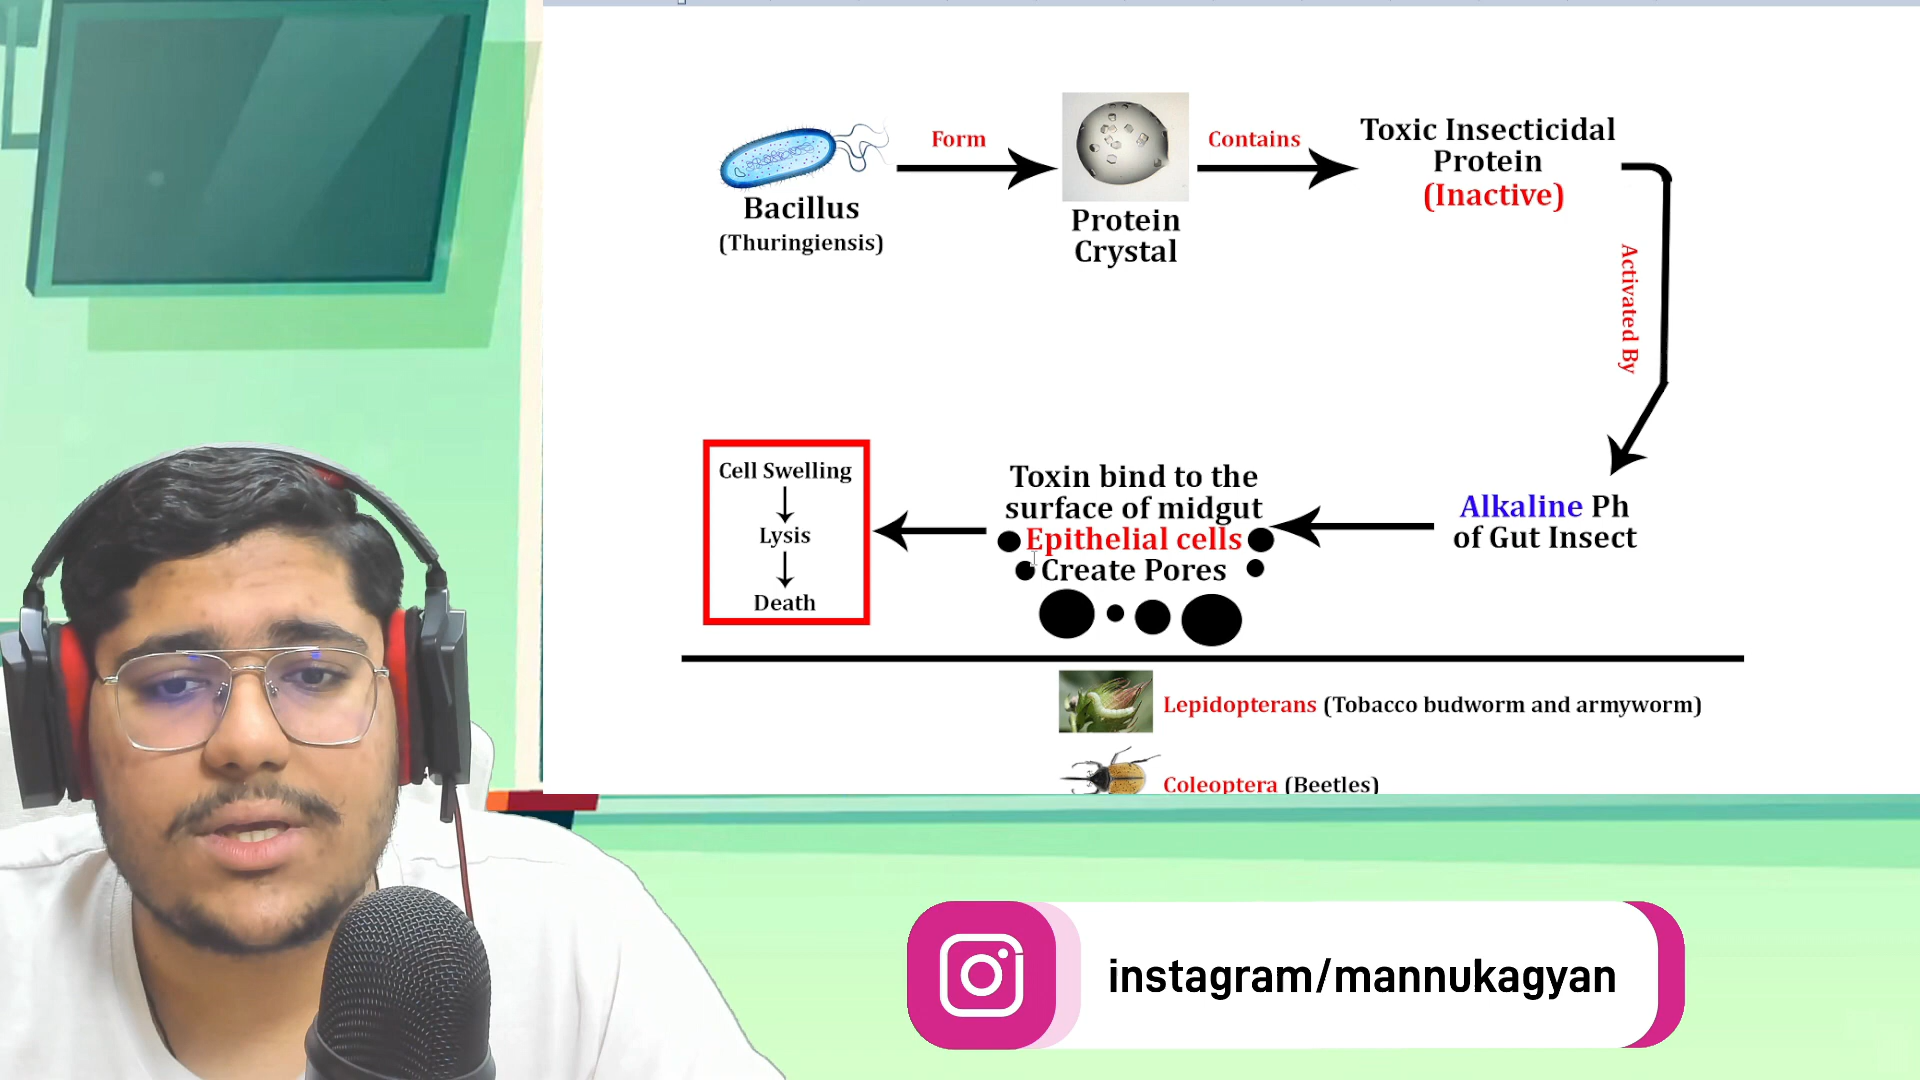 Form
Contains
Toxic Insecticidal
Protein
(Inactive)
Bacillus
(Thuringiensis)
Protein
Crystal
Activated By
Cell Swelling
Lysis
Death
Toxin bind to the
surface of midgut
Epithelial cells
Create Pores
Alkaline Ph
of Gut Insect
Lepidopterans (Tobacco budworm and armyworm)
Coleoptera (Beetles)
instagram/mannukagyan